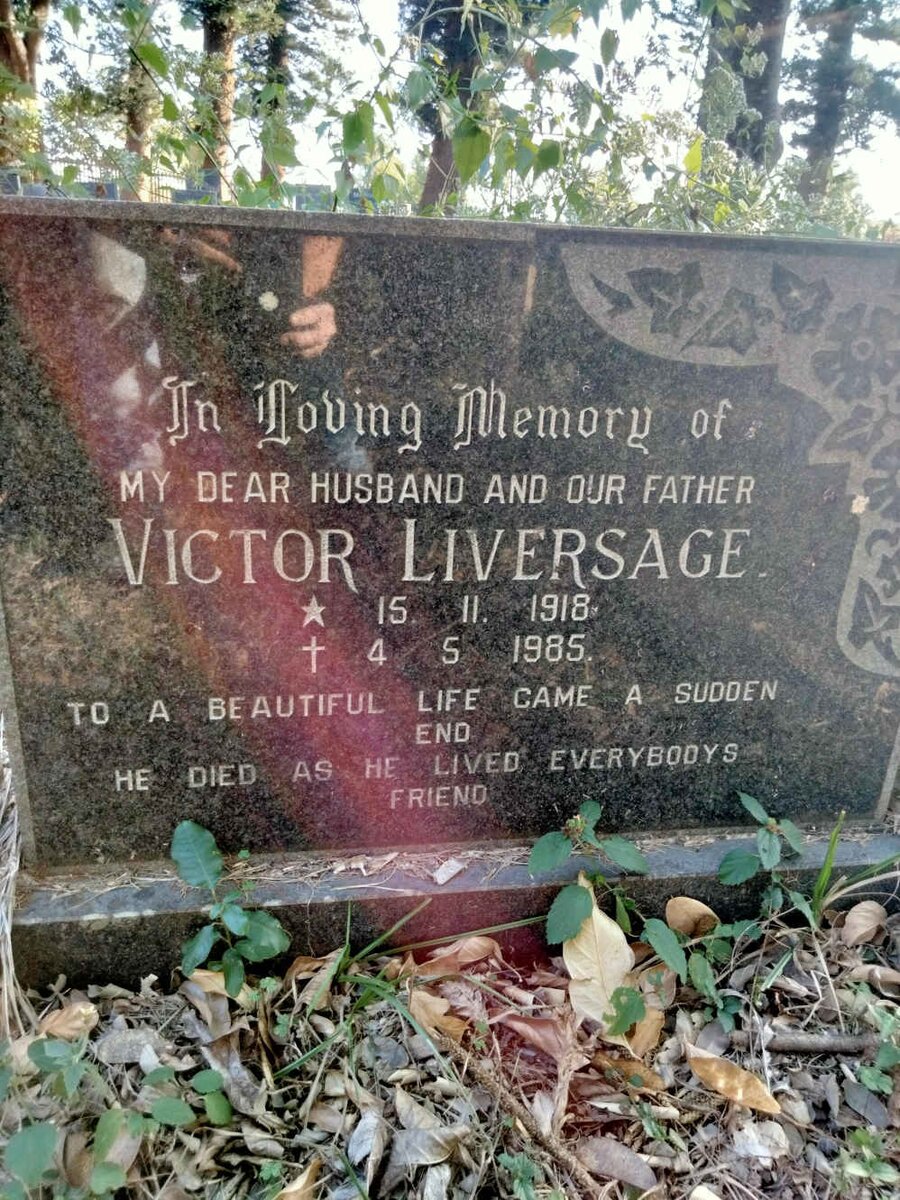 In Loving Memory of
MY DEAR HUSBAND AND OUR FATHER
VICTOR LIVERSAGE.
★ 15. 11. 1918.
† 4 5 1985.
TO A BEAUTIFUL LIFE CAME A SUDDEN
END
HE DIED AS HE LIVED EVERYBODYS
FRIEND